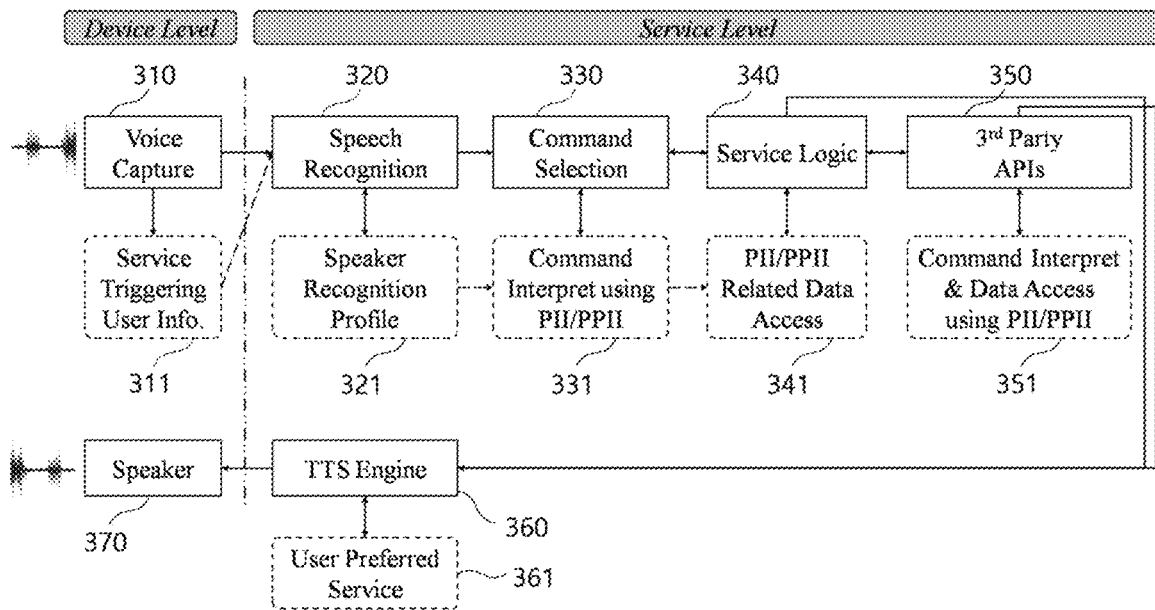 Device Level
Service Level
310
320
330
340
350
Voice
Capture
Speech
Recognition
Command
Selection
Service Logic
3rd Party
APIs
Service
Triggering
User Info.
Speaker
Recognition
Profile
Command
Interpret using
PII/PPII
PII/PPII
Related Data
Access
Command Interpret
& Data Access
using PII/PPII
311
321
331
341
351
Speaker
TTS Engine
370
360
User Preferred
Service
361